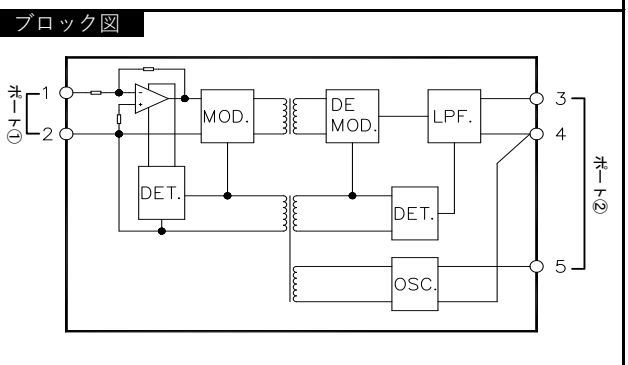 ブロック図
ポート①
1
2
-
+
MOD.
DE
MOD.
LPF.
DET.
DET.
OSC.
3
4
5
ポート②